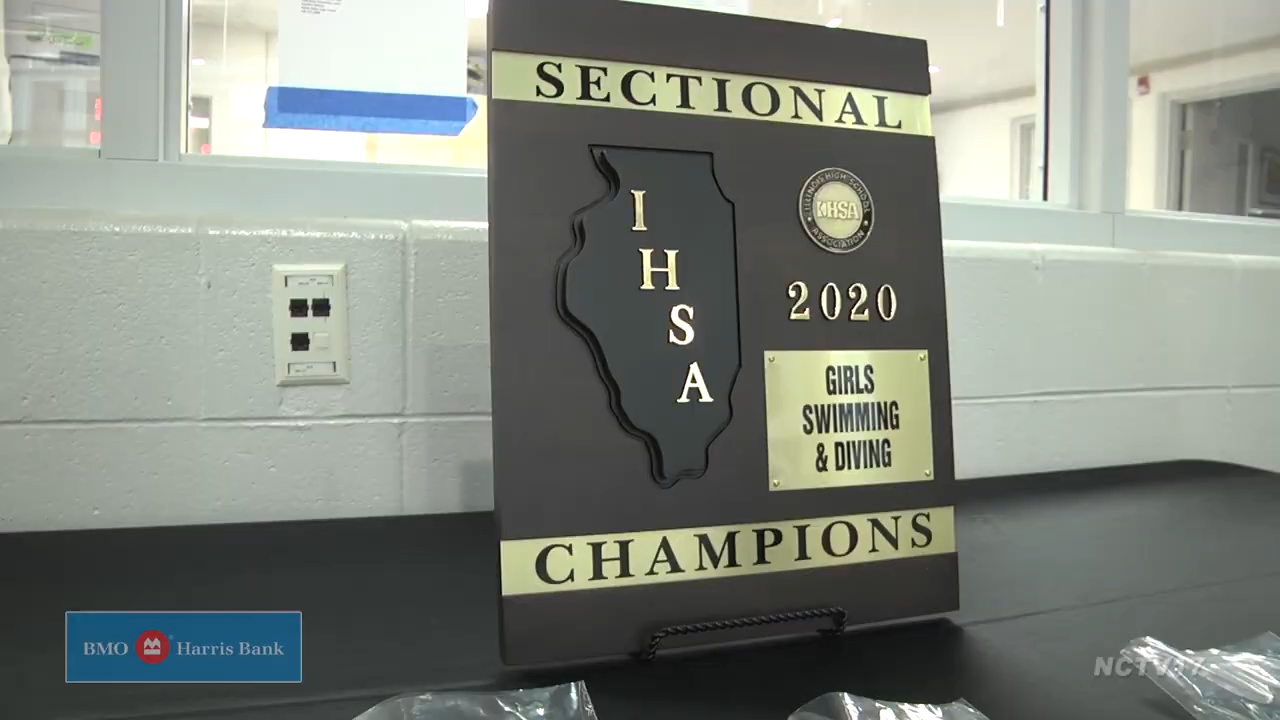 SECTIONAL
I
H
S
A
ILLINOIS HIGH SCHOOL
IHSA
ASSOCIATION
2020
GIRLS
SWIMMING
& DIVING
CHAMPIONS
BMO Harris Bank
NCTV17